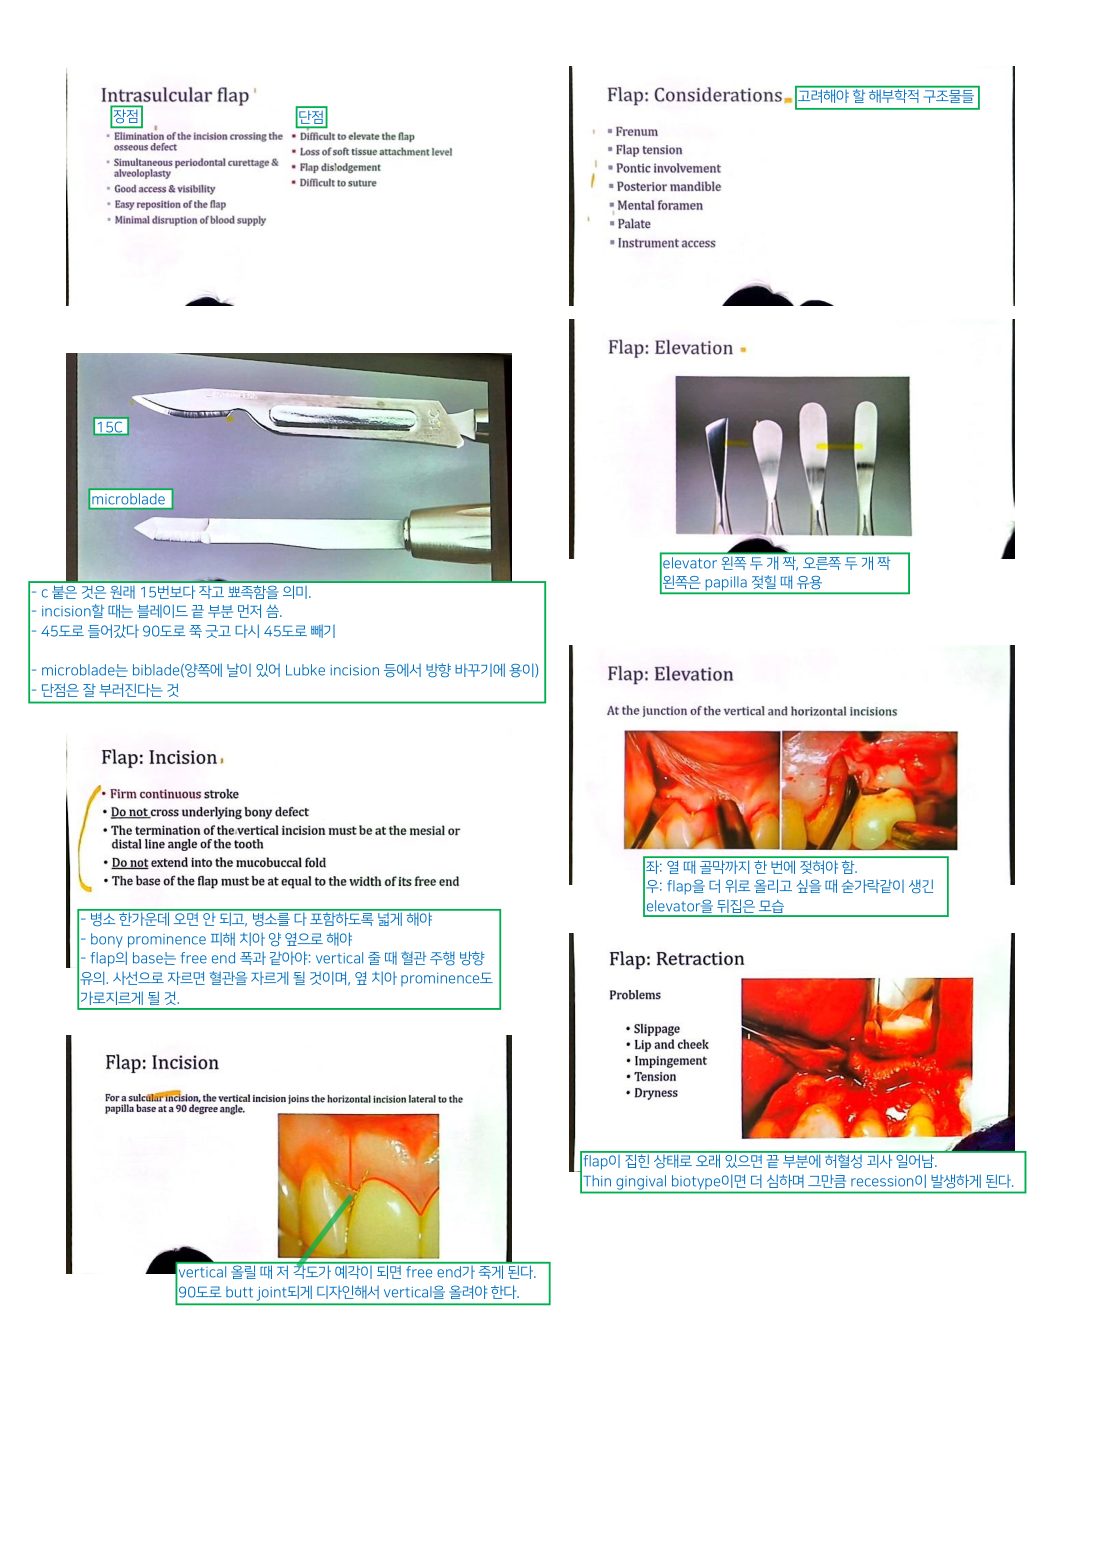 Intrasulcular flap
장점
단점
Elimination of the incision crossing the
osseous defect
Simultaneous periodontal curettage &
alveoloplasty
Good access & visibility
Easy reposition of the flap
Minimal disruption of blood supply
Difficult to elevate the flap
Loss of soft tissue attachment level
Flap dislodgement
Difficult to suture
15C
15C
microblade
- c 붙은 것은 원래 15번보다 작고 뾰족함을 의미.
- incision할 때는 블레이드 끝 부분 먼저 씀.
- 45도로 들어갔다 90도로 쭉 긋고 다시 45도로 빼기
- microblade는 biblade(양쪽에 날이 있어 Lubke incision 등에서 방향 바꾸기에 용이)
- 단점은 잘 부러진다는 것
Flap: Incision
• Firm continuous stroke
• Do not cross underlying bony defect
• The termination of the vertical incision must be at the mesial or
distal line angle of the tooth
• Do not extend into the mucobuccal fold
• The base of the flap must be at equal to the width of its free end
- 병소 한가운데 오면 안 되고, 병소를 다 포함하도록 넓게 해야
- bony prominence 피해 치아 양 옆으로 해야
- flap의 base는 free end 폭과 같아야: vertical 줄 때 혈관 주행 방향
유의. 사선으로 자르면 혈관을 자르게 될 것이며, 옆 치아 prominence도
가로지르게 될 것.
Flap: Incision
For a sulcular incision, the vertical incision joins the horizontal incision lateral to the
papilla base at a 90 degree angle.
vertical 올릴 때 저 각도가 예각이 되면 free end가 죽게 된다.
90도로 butt joint되게 디자인해서 vertical을 올려야 한다.
Flap: Considerations
고려해야 할 해부학적 구조물들
Frenum
Flap tension
Pontic involvement
Posterior mandible
Mental foramen
Palate
Instrument access
Flap: Elevation
elevator 왼쪽 두 개 짝, 오른쪽 두 개 짝
왼쪽은 papilla 젖힐 때 유용
Flap: Elevation
At the junction of the vertical and horizontal incisions
좌: 열 때 골막까지 한 번에 젖혀야 함.
우: flap을 더 위로 올리고 싶을 때 숟가락같이 생긴
elevator을 뒤집은 모습
Flap: Retraction
Problems
• Slippage
• Lip and cheek
• Impingement
• Tension
• Dryness
flap이 집힌 상태로 오래 있으면 끝 부분에 허혈성 괴사 일어남.
Thin gingival biotype이면 더 심하며 그만큼 recession이 발생하게 된다.